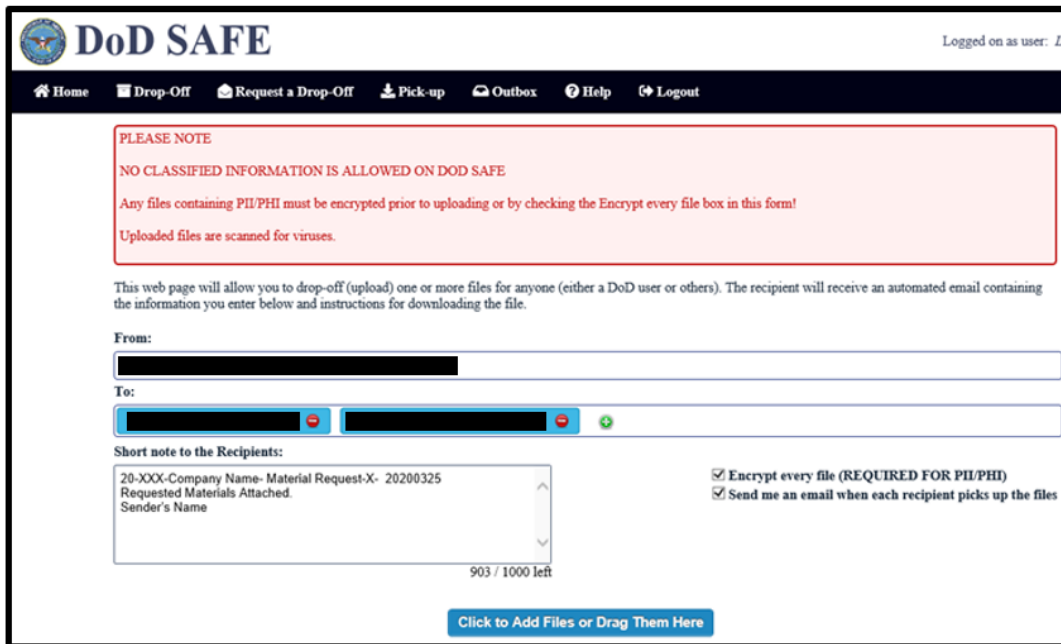 DoD SAFE
Logged on as user:
Home Drop-Off Request a Drop-Off Pick-up Outbox Help Logout
PLEASE NOTE
NO CLASSIFIED INFORMATION IS ALLOWED ON DOD SAFE
Any files containing PII/PHI must be encrypted prior to uploading or by checking the Encrypt every file box in this form!
Uploaded files are scanned for viruses.
This web page will allow you to drop-off (upload) one or more files for anyone (either a DoD user or others). The recipient will receive an automated email containing
the information you enter below and instructions for downloading the file.
From:
To:
Short note to the Recipients:
20-XXX-Company Name- Material Request-X- 20200325
Requested Materials Attached.
Sender's Name
Encrypt every file (REQUIRED FOR PII/PHI)
Send me an email when each recipient picks up the files
903 / 1000 left
Click to Add Files or Drag Them Here